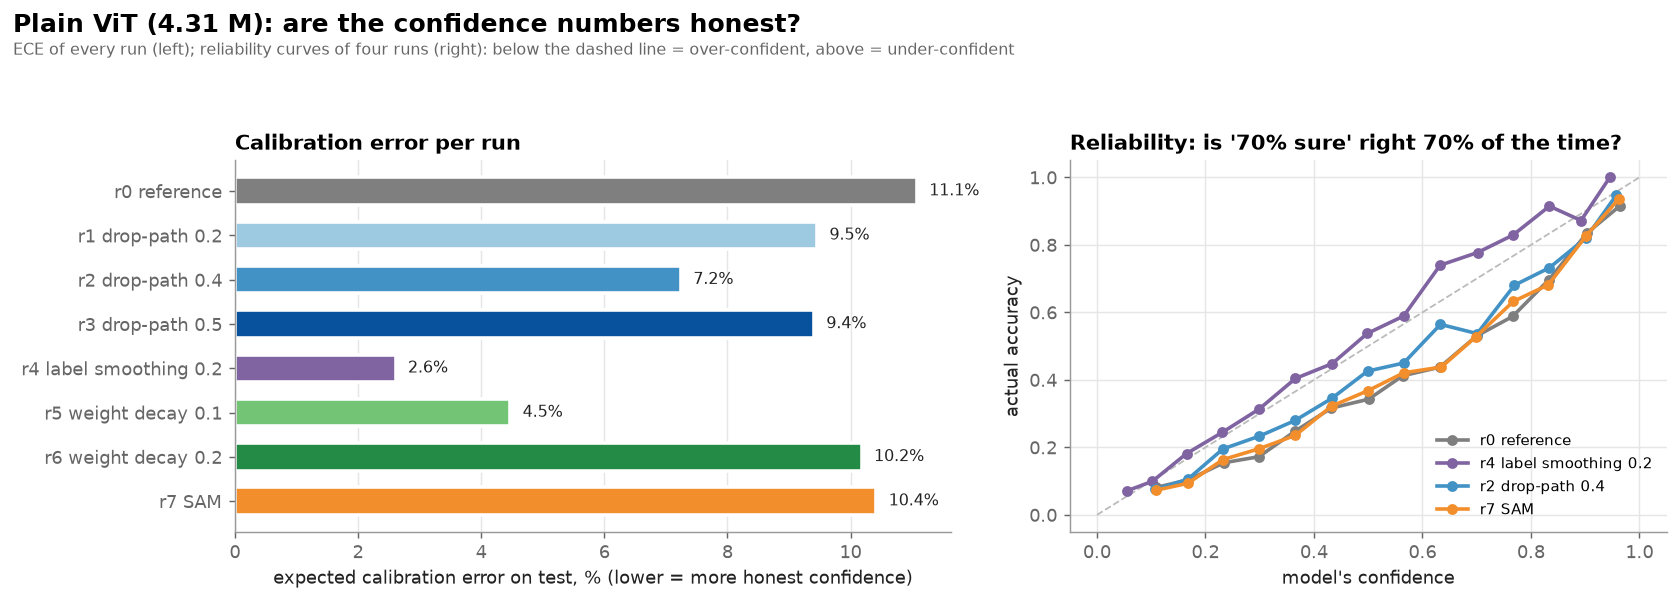 Plain ViT (4.31 M): are the confidence numbers honest?
ECE of every run (left); reliability curves of four runs (right): below the dashed line = over-confident, above = under-confident
Calibration error per run
r0 reference
11.1%
r1 drop-path 0.2
9.5%
r2 drop-path 0.4
7.2%
r3 drop-path 0.5
9.4%
r4 label smoothing 0.2
2.6%
r5 weight decay 0.1
4.5%
r6 weight decay 0.2
10.2%
r7 SAM
10.4%
0 2 4 6 8 10
expected calibration error on test, % (lower = more honest confidence)
Reliability: is '70% sure' right 70% of the time?
actual accuracy
1.0
0.8
0.6
0.4
0.2
0.0
r0 reference
r4 label smoothing 0.2
r2 drop-path 0.4
r7 SAM
0.0 0.2 0.4 0.6 0.8 1.0
model's confidence